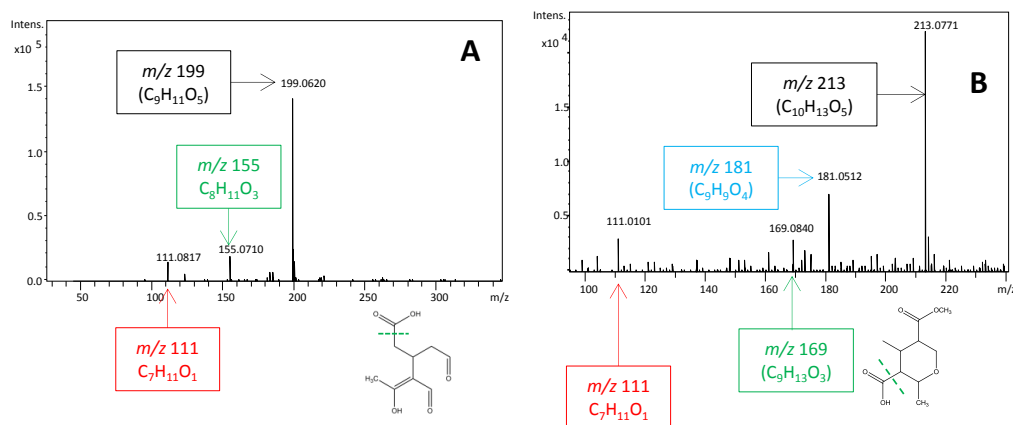 Intens.
x10 5
1.5
1.0
0.5
0.0
50
100
150
200
250
300
m/z
A
m/z 199
(C₉H₁₁O₅)
199.0620
m/z 155
C₈H₁₁O₃
155.0710
111.0817
m/z 111
C₇H₁₁O₁
O
OH
H₃C
OH
O
O
Intens.
x10 4
1.5
1.0
0.5
0.0
100
120
140
160
180
200
220
m/z
B
213.0771
m/z 213
(C₁₀H₁₃O₅)
m/z 181
(C₉H₉O₄)
181.0512
111.0101
169.0840
m/z 111
C₇H₁₁O₁
m/z 169
(C₉H₁₃O₃)
O
OCH₃
O
O
OH
CH₃